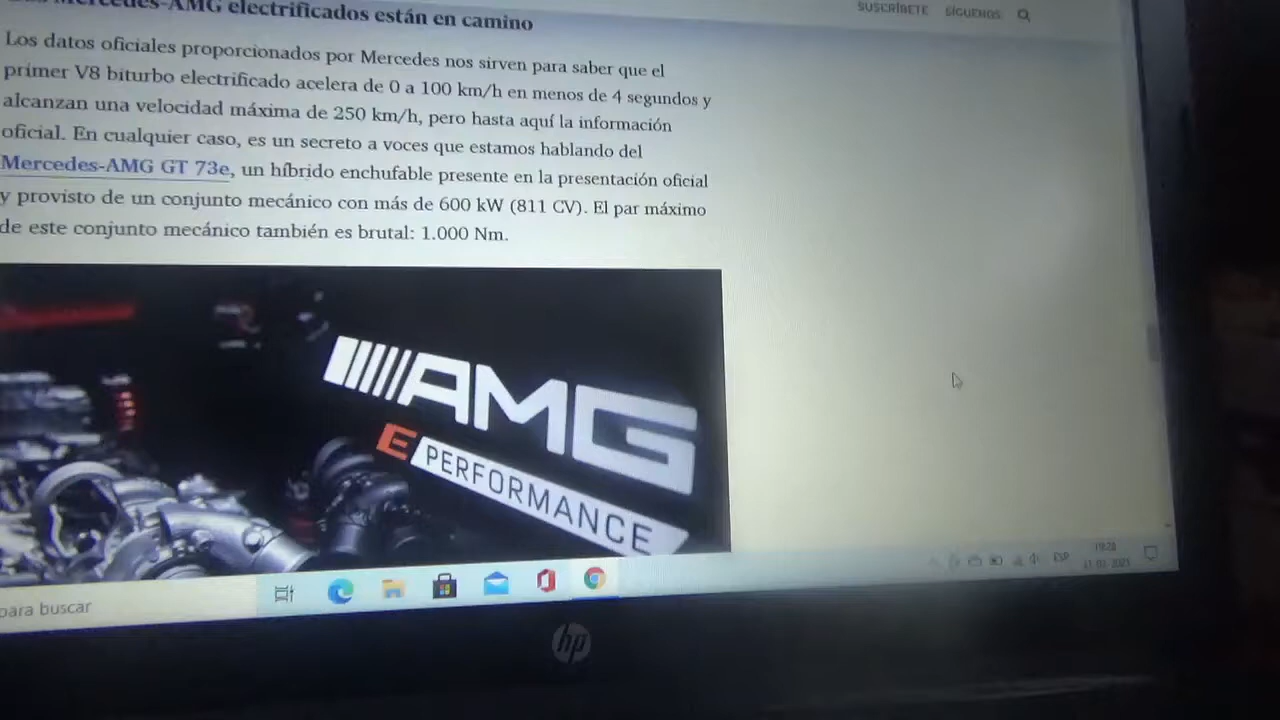 Mercedes-AMG electrificados están en camino
SUSCRÍBETE SÍGUENOS
Los datos oficiales proporcionados por Mercedes nos sirven para saber que el
primer V8 biturbo electrificado acelera de 0 a 100 km/h en menos de 4 segundos y
alcanzan una velocidad máxima de 250 km/h, pero hasta aquí la información
oficial. En cualquier caso, es un secreto a voces que estamos hablando del
Mercedes-AMG GT 73e, un híbrido enchufable presente en la presentación oficial
y provisto de un conjunto mecánico con más de 600 kW (811 CV). El par máximo
de este conjunto mecánico también es brutal: 1.000 Nm.
AMG
E PERFORMANCE
para buscar
ESP
hp